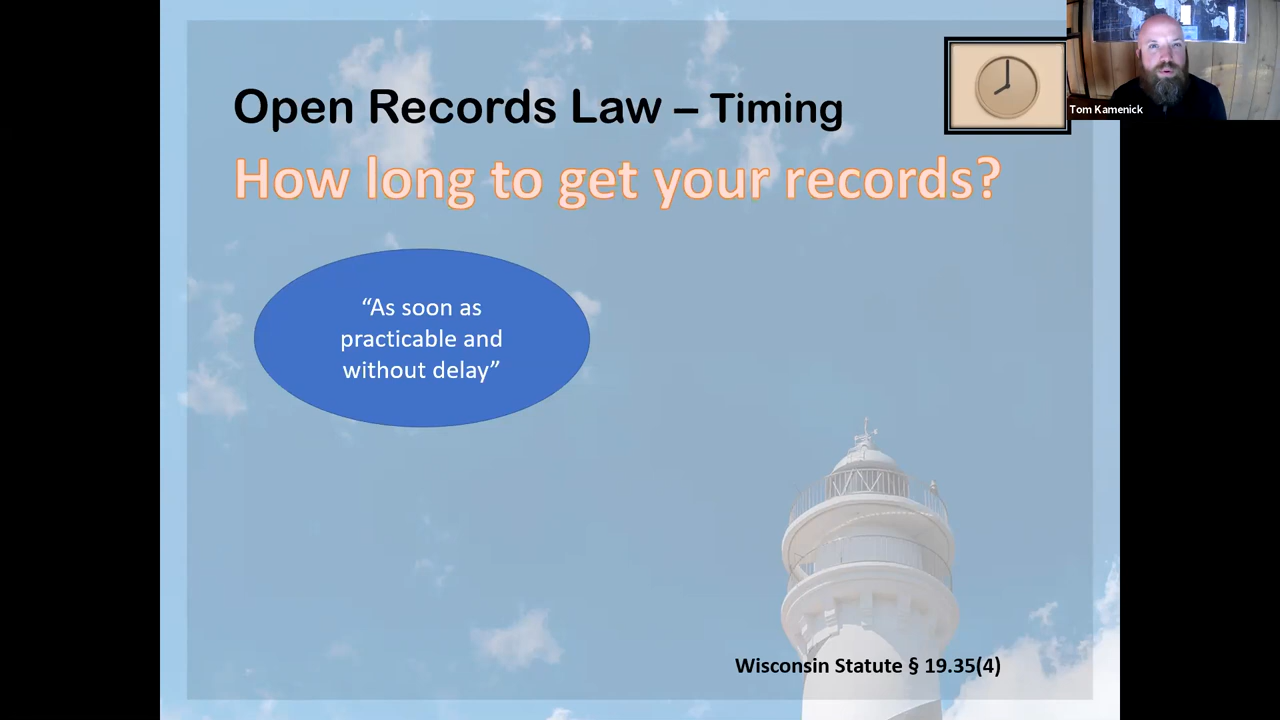 Open Records Law – Timing
How long to get your records?
“As soon as
practicable and
without delay”
Wisconsin Statute § 19.35(4)
Tom Kamenick